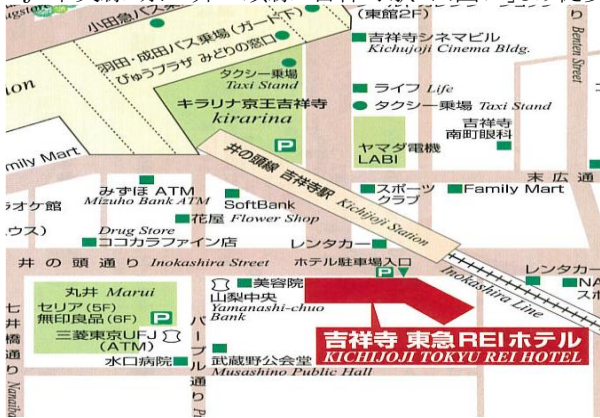 小田急バス乗場(ガード下)
羽田・成田バス乗場
びゅうプラザ みどりの窓口
タクシー乗場
Taxi Stand
キラリナ京王吉祥寺
kirarina
P
(東館2F)
吉祥寺シネマビル
Kichujoji Cinema Bldg.
Benten Street
ライフ Life
タクシー乗場 Taxi Stand
吉祥寺
南町眼科
ヤマダ電機
LABI
末広通
井の頭線 吉祥寺駅 Kichijoji Station
スポーツ
クラブ
Family Mart
mily Mart
みずほ ATM
Mizuho Bank ATM
SoftBank
花屋 Flower Shop
ラオケ館
ウス)
Drug Store
ココカラファイン店
レンタカー
井の頭通り Inokashira Street
ホテル駐車場入口
P
Inokashira Line
レンタカー
NA
スポ
丸井 Marui
セリア (5F)
無印良品 (6F)
P
三菱東京UFJ
(ATM)
水口病院
七井橋通り
美容院
山梨中央
Yamanashi-chuo
Bank
武蔵野公会堂
Musashino Public Hall
吉祥寺 東急REIホテル
KICHIJOJI TOKYU REI HOTEL